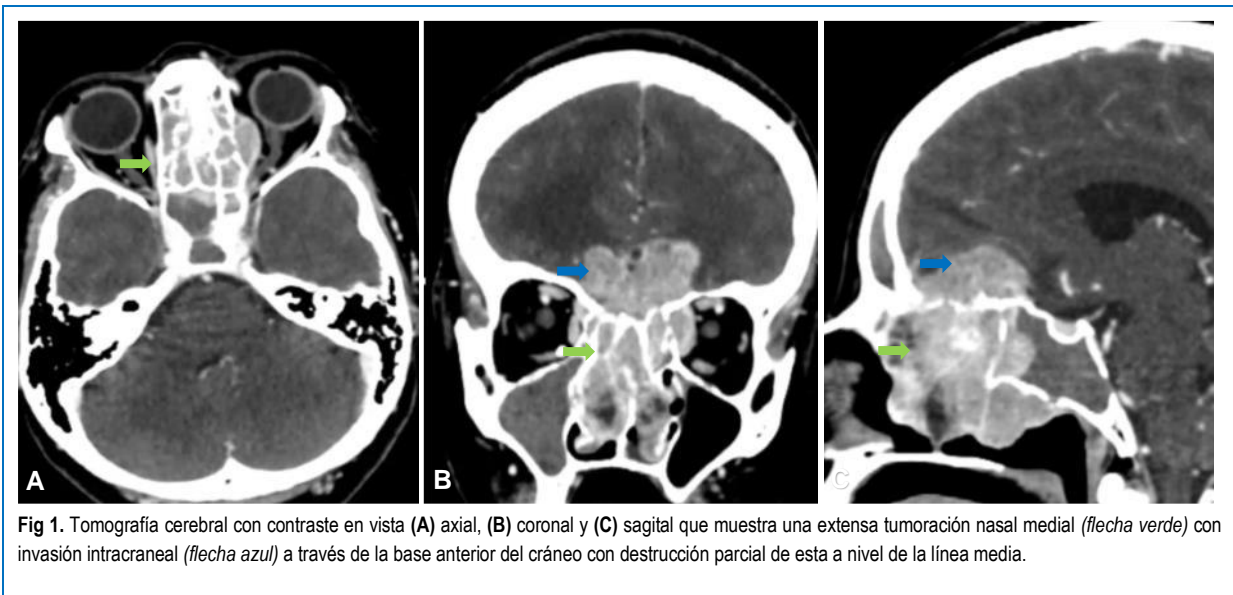 A
B
C
Fig 1. Tomografía cerebral con contraste en vista (A) axial, (B) coronal y (C) sagital que muestra una extensa tumoración nasal medial (flecha verde) con
invasión intracraneal (flecha azul) a través de la base anterior del cráneo con destrucción parcial de esta a nivel de la línea media.